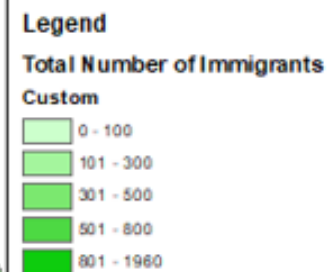 Legend
Total Number of Immigrants
Custom
0 - 100
101 - 300
301 - 500
501 - 800
801 - 1960